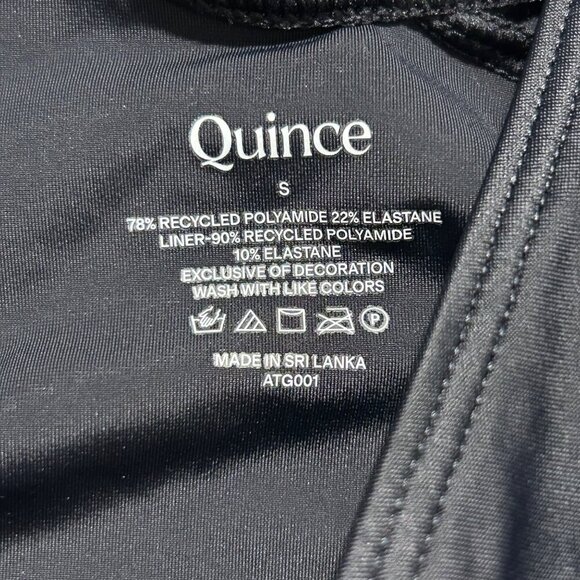 Quince
S
78% RECYCLED POLYAMIDE 22% ELASTANE
LINER-90% RECYCLED POLYAMIDE
10% ELASTANE
EXCLUSIVE OF DECORATION
WASH WITH LIKE COLORS
P
MADE IN SRI LANKA
ATG001